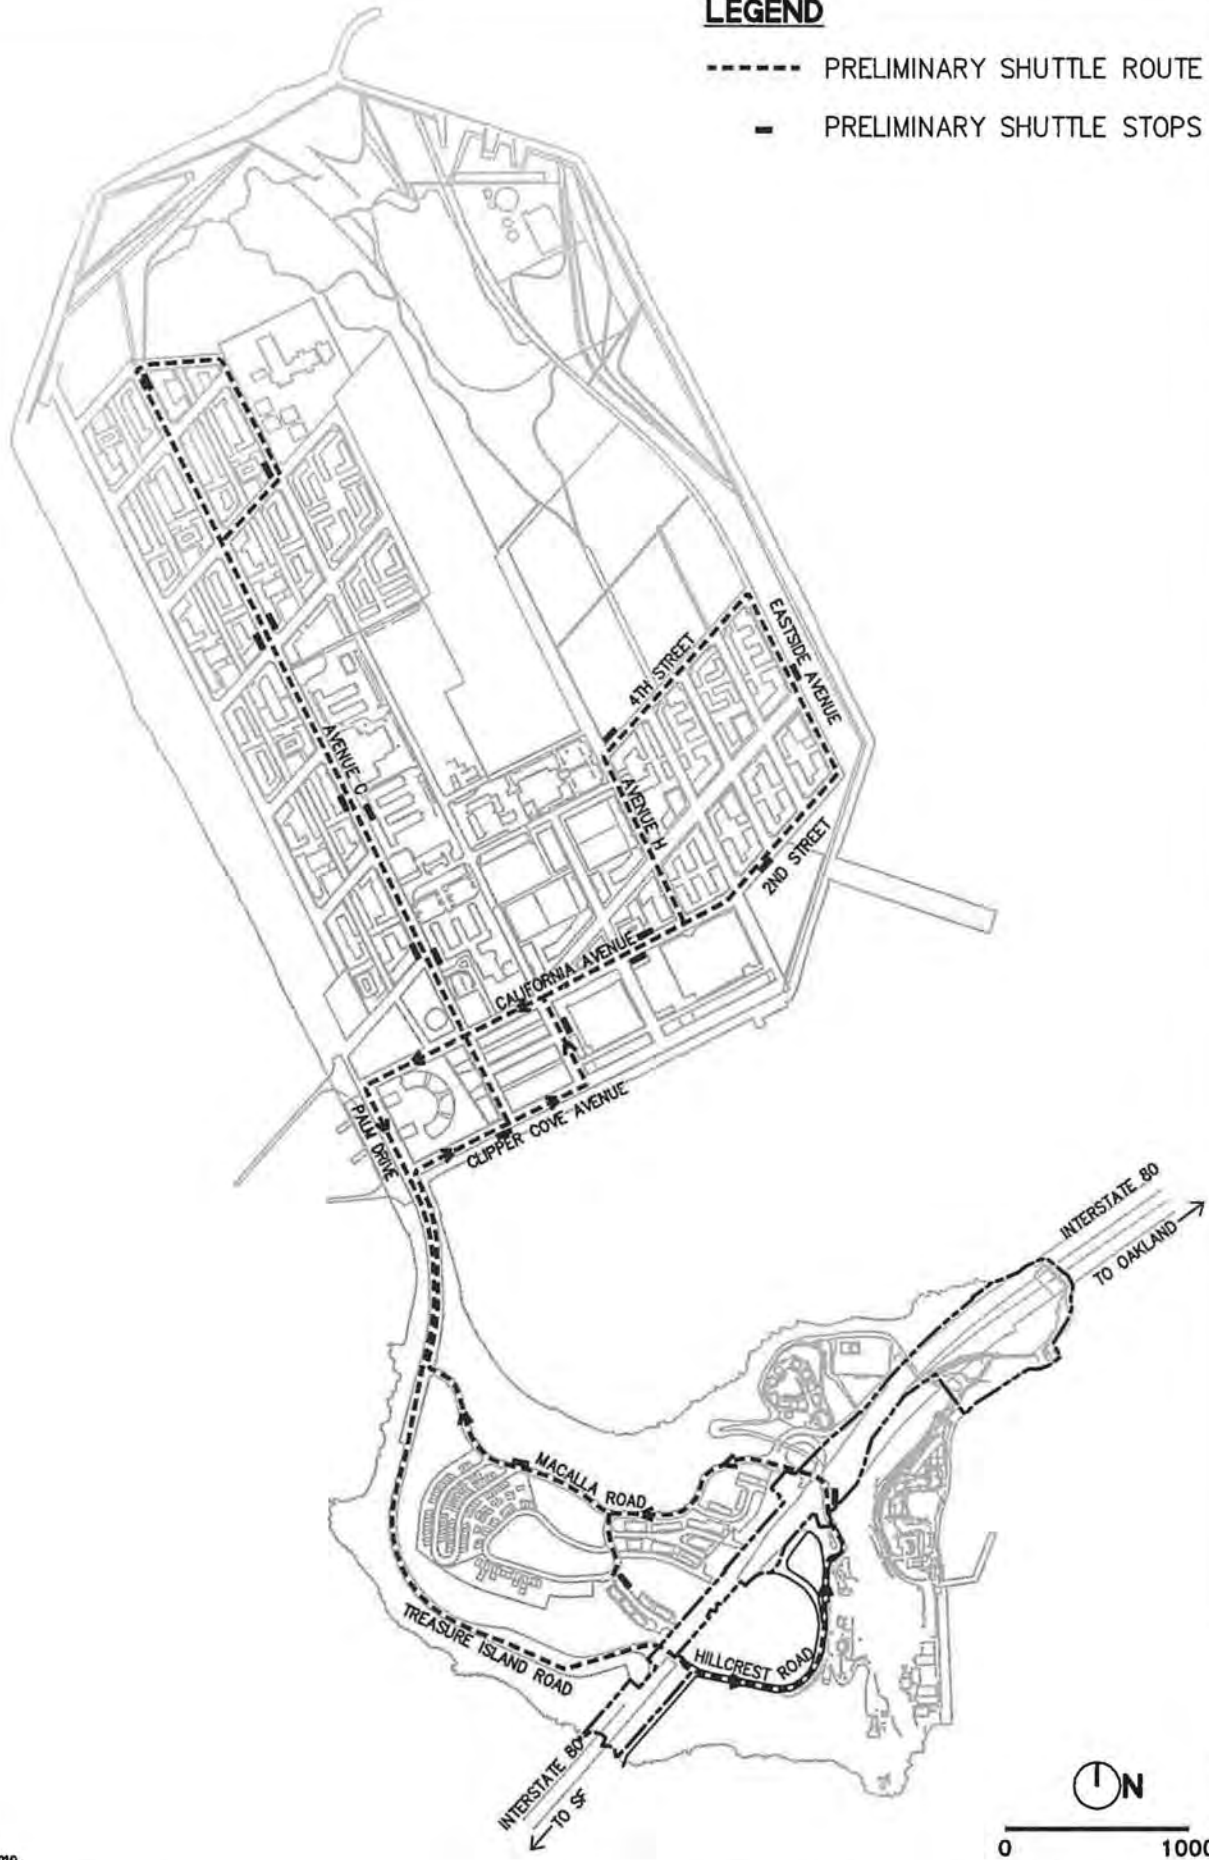 LEGEND
PRELIMINARY SHUTTLE ROUTE
PRELIMINARY SHUTTLE STOPS
EASTSIDE AVENUE
4TH STREET
AVENUE C
AVENUE H
2ND STREET
CALIFORNIA AVENUE
PALM DRIVE
CLIPPER COVE AVENUE
INTERSTATE 80
TO OAKLAND
MACALLA ROAD
TREASURE ISLAND ROAD
HILLCREST ROAD
INTERSTATE 80
TO SF
N
0 1000